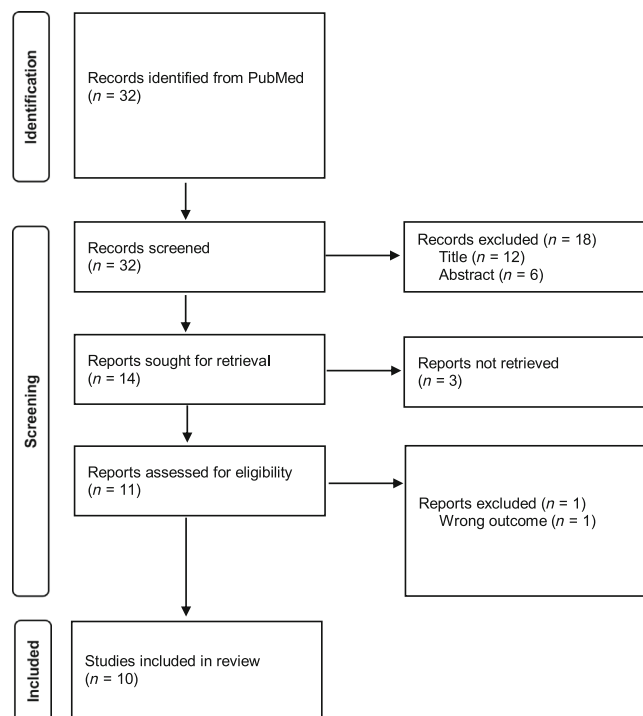 Identification
Records identified from PubMed
(n = 32)
Screening
Records screened
(n = 32)
Records excluded (n = 18)
Title (n = 12)
Abstract (n = 6)
Reports sought for retrieval
(n = 14)
Reports not retrieved
(n = 3)
Reports assessed for eligibility
(n = 11)
Reports excluded (n = 1)
Wrong outcome (n = 1)
Included
Studies included in review
(n = 10)